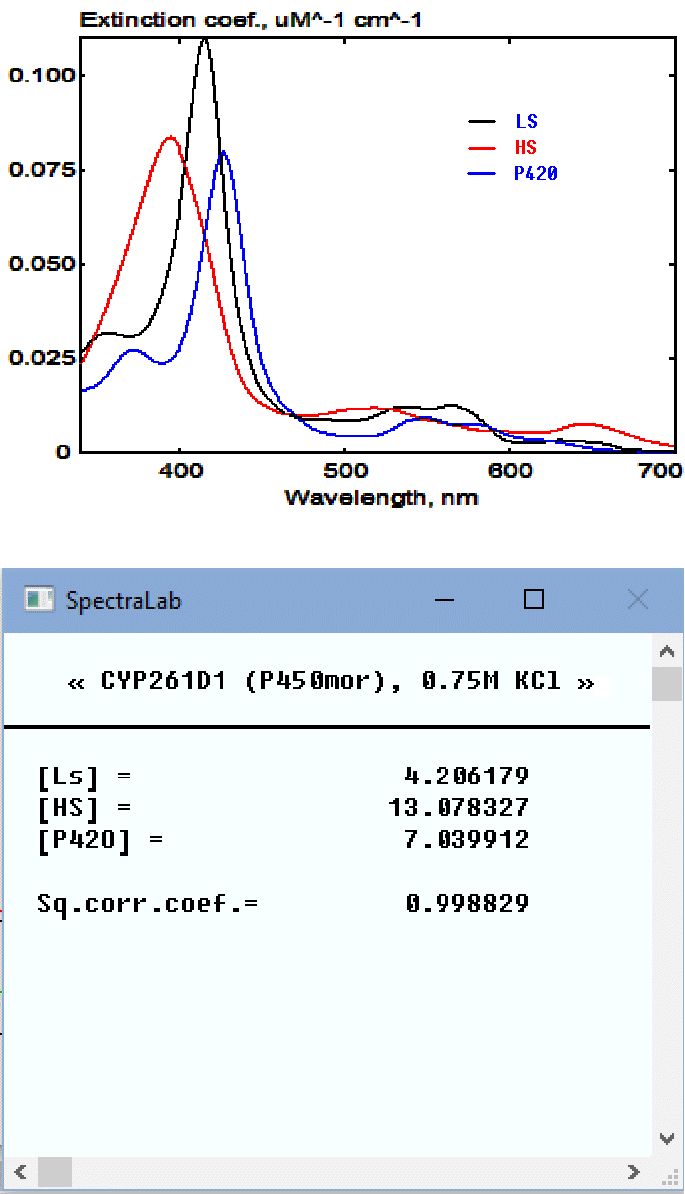 Extinction coef., uM^-1 cm^-1
0.100
0.075
0.050
0.025
0
LS
HS
P420
400 500 600 700
Wavelength, nm
SpectraLab
« CYP261D1 (P450mor), 0.75M KCl »
[Ls] = 4.206179
[HS] = 13.078327
[P420] = 7.039912
Sq.corr.coef.= 0.998829